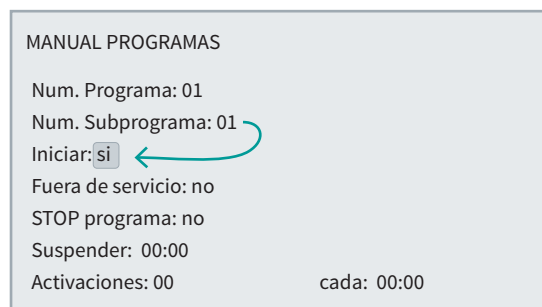 MANUAL PROGRAMAS
Num. Programa: 01
Num. Subprograma: 01
Iniciar: si
Fuera de servicio: no
STOP programa: no
Suspender: 00:00
Activaciones: 00 cada: 00:00